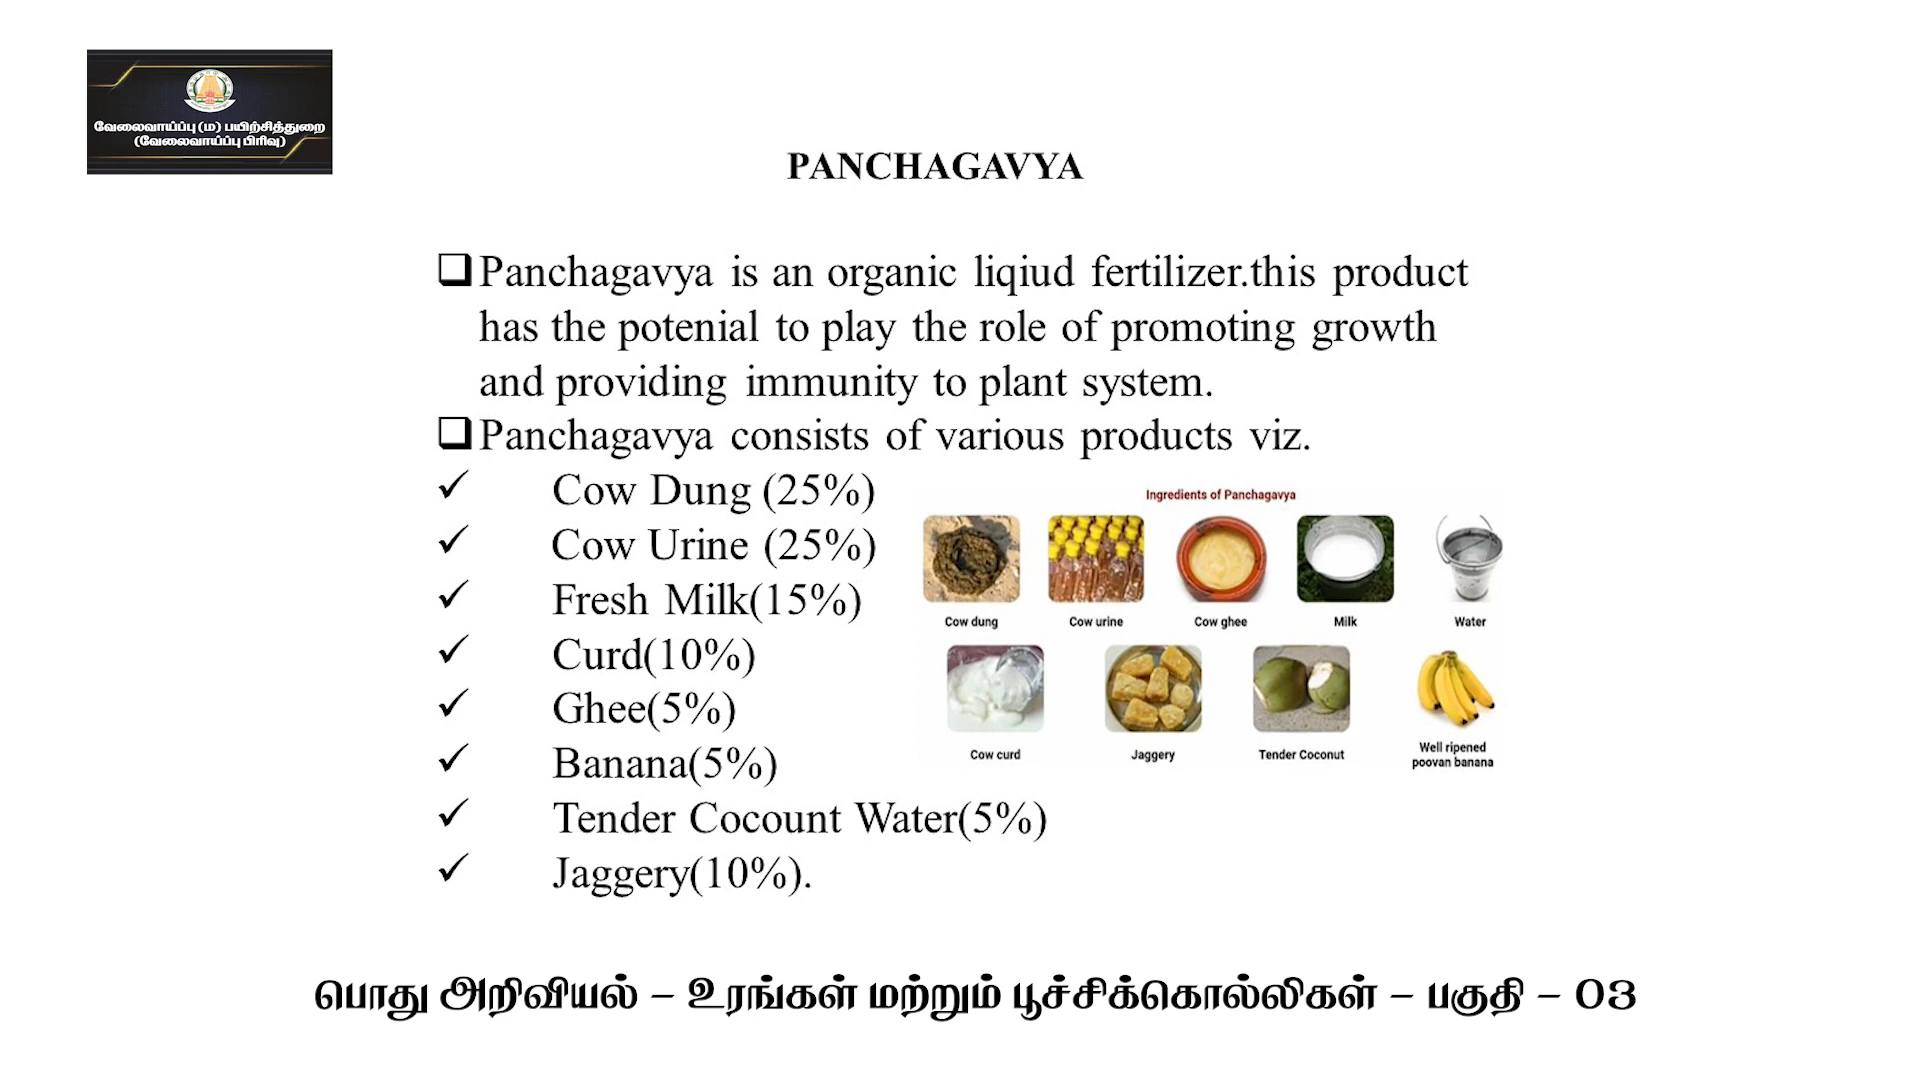 வேலைவாய்ப்பு (ம) பயிற்சித்துறை
(வேலைவாய்ப்பு பிரிவு)
PANCHAGAVYA
Panchagavya is an organic liqiud fertilizer.this product
has the potenial to play the role of promoting growth
and providing immunity to plant system.
Panchagavya consists of various products viz.
Cow Dung (25%)
Cow Urine (25%)
Fresh Milk(15%)
Curd(10%)
Ghee(5%)
Banana(5%)
Tender Cocount Water(5%)
Jaggery(10%).
Ingredients of Panchagavya
Cow dung
Cow urine
Cow ghee
Milk
Water
Cow curd
Jaggery
Tender Coconut
Well ripened
poovan banana
பொது அறிவியல் – உரங்கள் மற்றும் பூச்சிக்கொல்லிகள் – பகுதி – 03